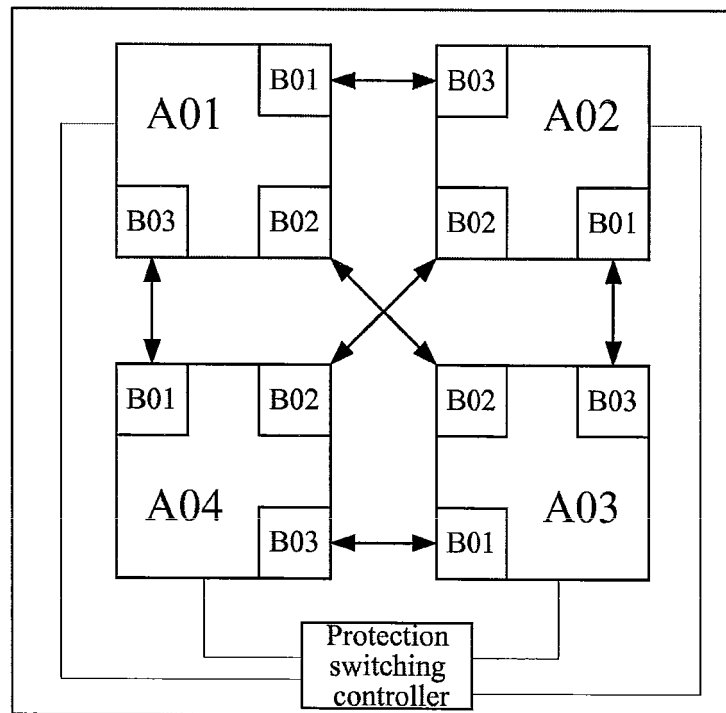 B01
B03
A01
A02
B03
B02
B02
B01
B01
B02
B02
B03
A04
A03
B03
B01
Protection
switching
controller